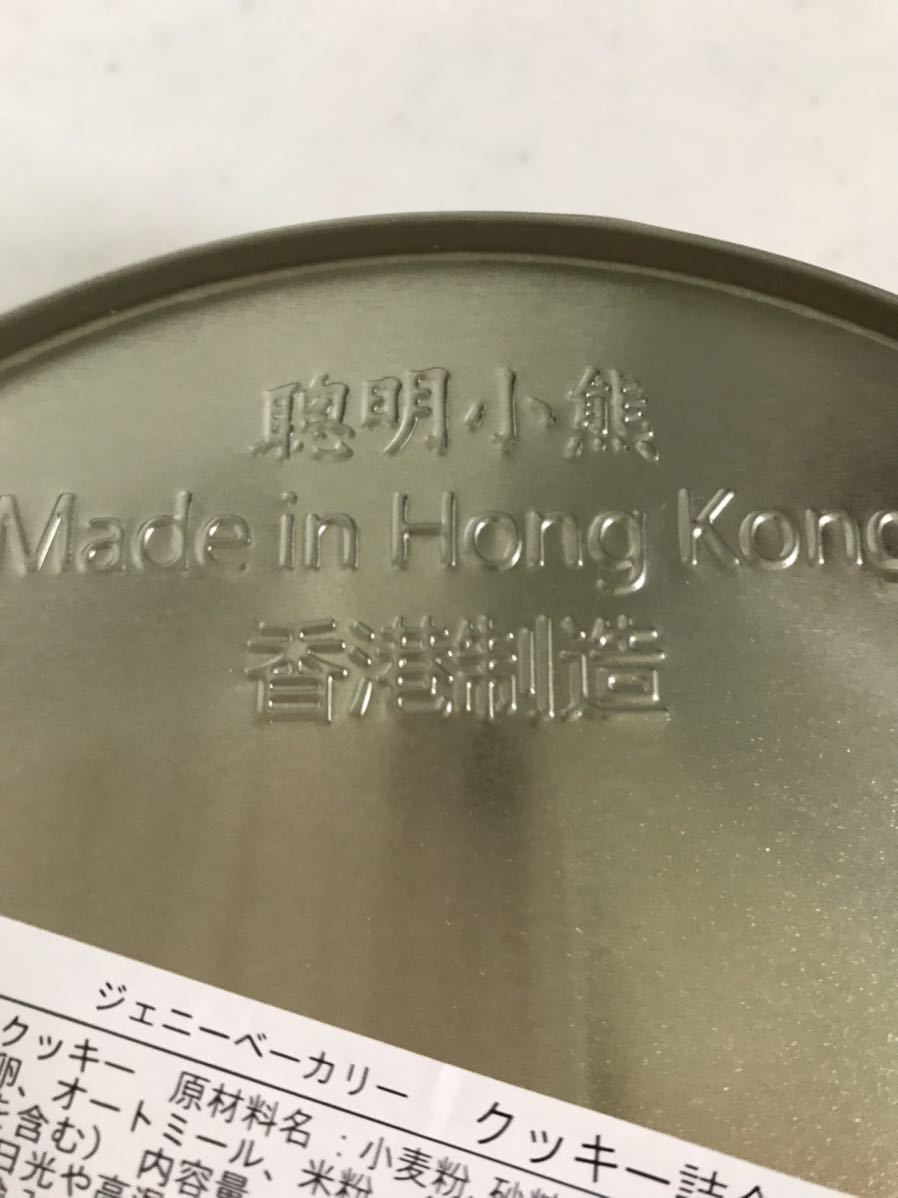 聰明小熊
Made in Hong Kong
香港制造
ジェニーベーカリー クッキー詰
クッキー 原材料名:小麦粉、砂糖
卵、オートミール、米粉
を含む) 内容量
日光や高温